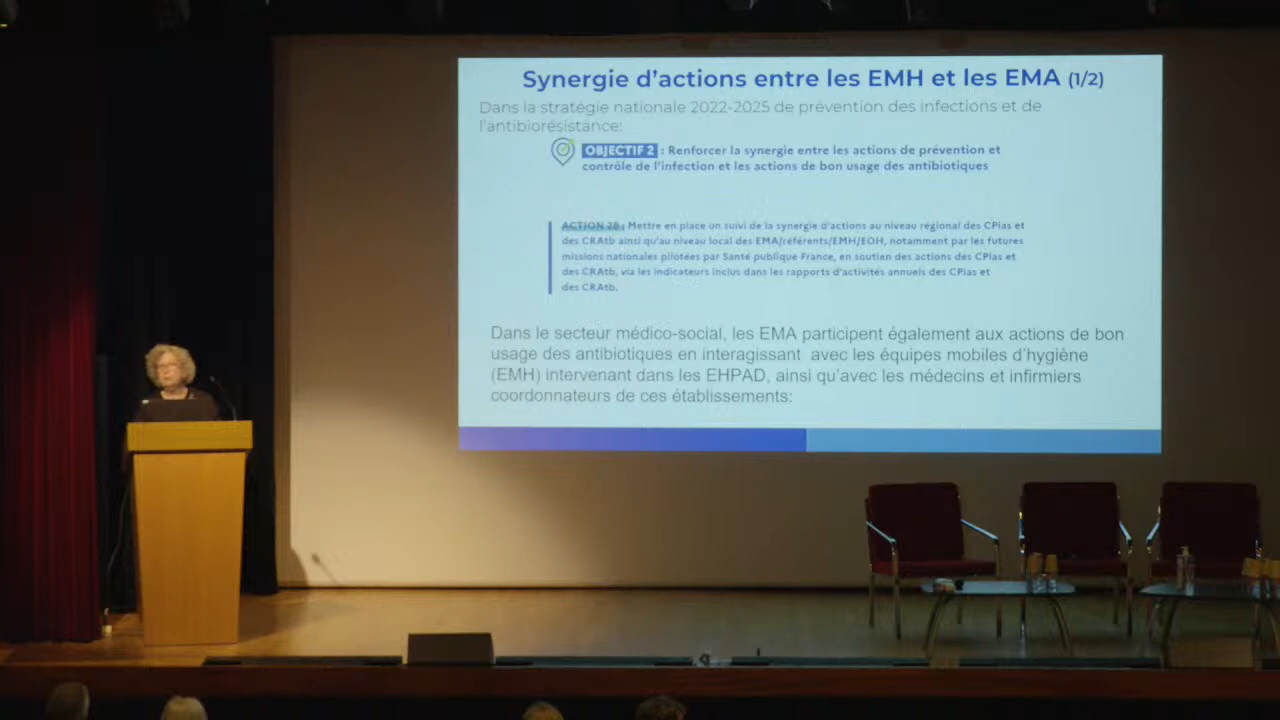 Synergie d'actions entre les EMH et les EMA (1/2)
Dans la stratégie nationale 2022-2025 de prévention des infections et de
l'antibiorésistance:
OBJECTIF 2 : Renforcer la synergie entre les actions de prévention et
contrôle de l'infection et les actions de bon usage des antibiotiques
ACTION 2B : Mettre en place un suivi de la synergie d'actions au niveau régional des CPias et
des CRAtb ainsi qu'au niveau local des EMA/référents/EMH/EOH, notamment par les futures
missions nationales pilotées par Santé publique France, en soutien des actions des CPias et
des CRAtb, via les indicateurs inclus dans les rapports d'activités annuels des CPias et
des CRAtb.
Dans le secteur médico-social, les EMA participent également aux actions de bon
usage des antibiotiques en interagissant  avec les équipes mobiles d'hygiène
(EMH) intervenant dans les EHPAD, ainsi qu'avec les médecins et infirmiers
coordonnateurs de ces établissements: